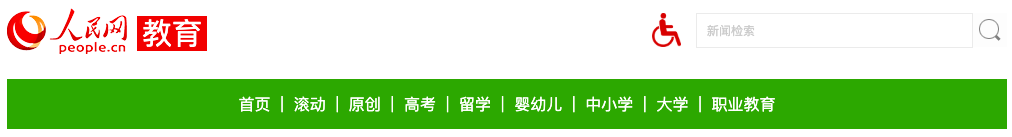 人民网 教育
people.cn
新闻检索
首页 | 滚动 | 原创 | 高考 | 留学 | 婴幼儿 | 中小学 | 大学 | 职业教育